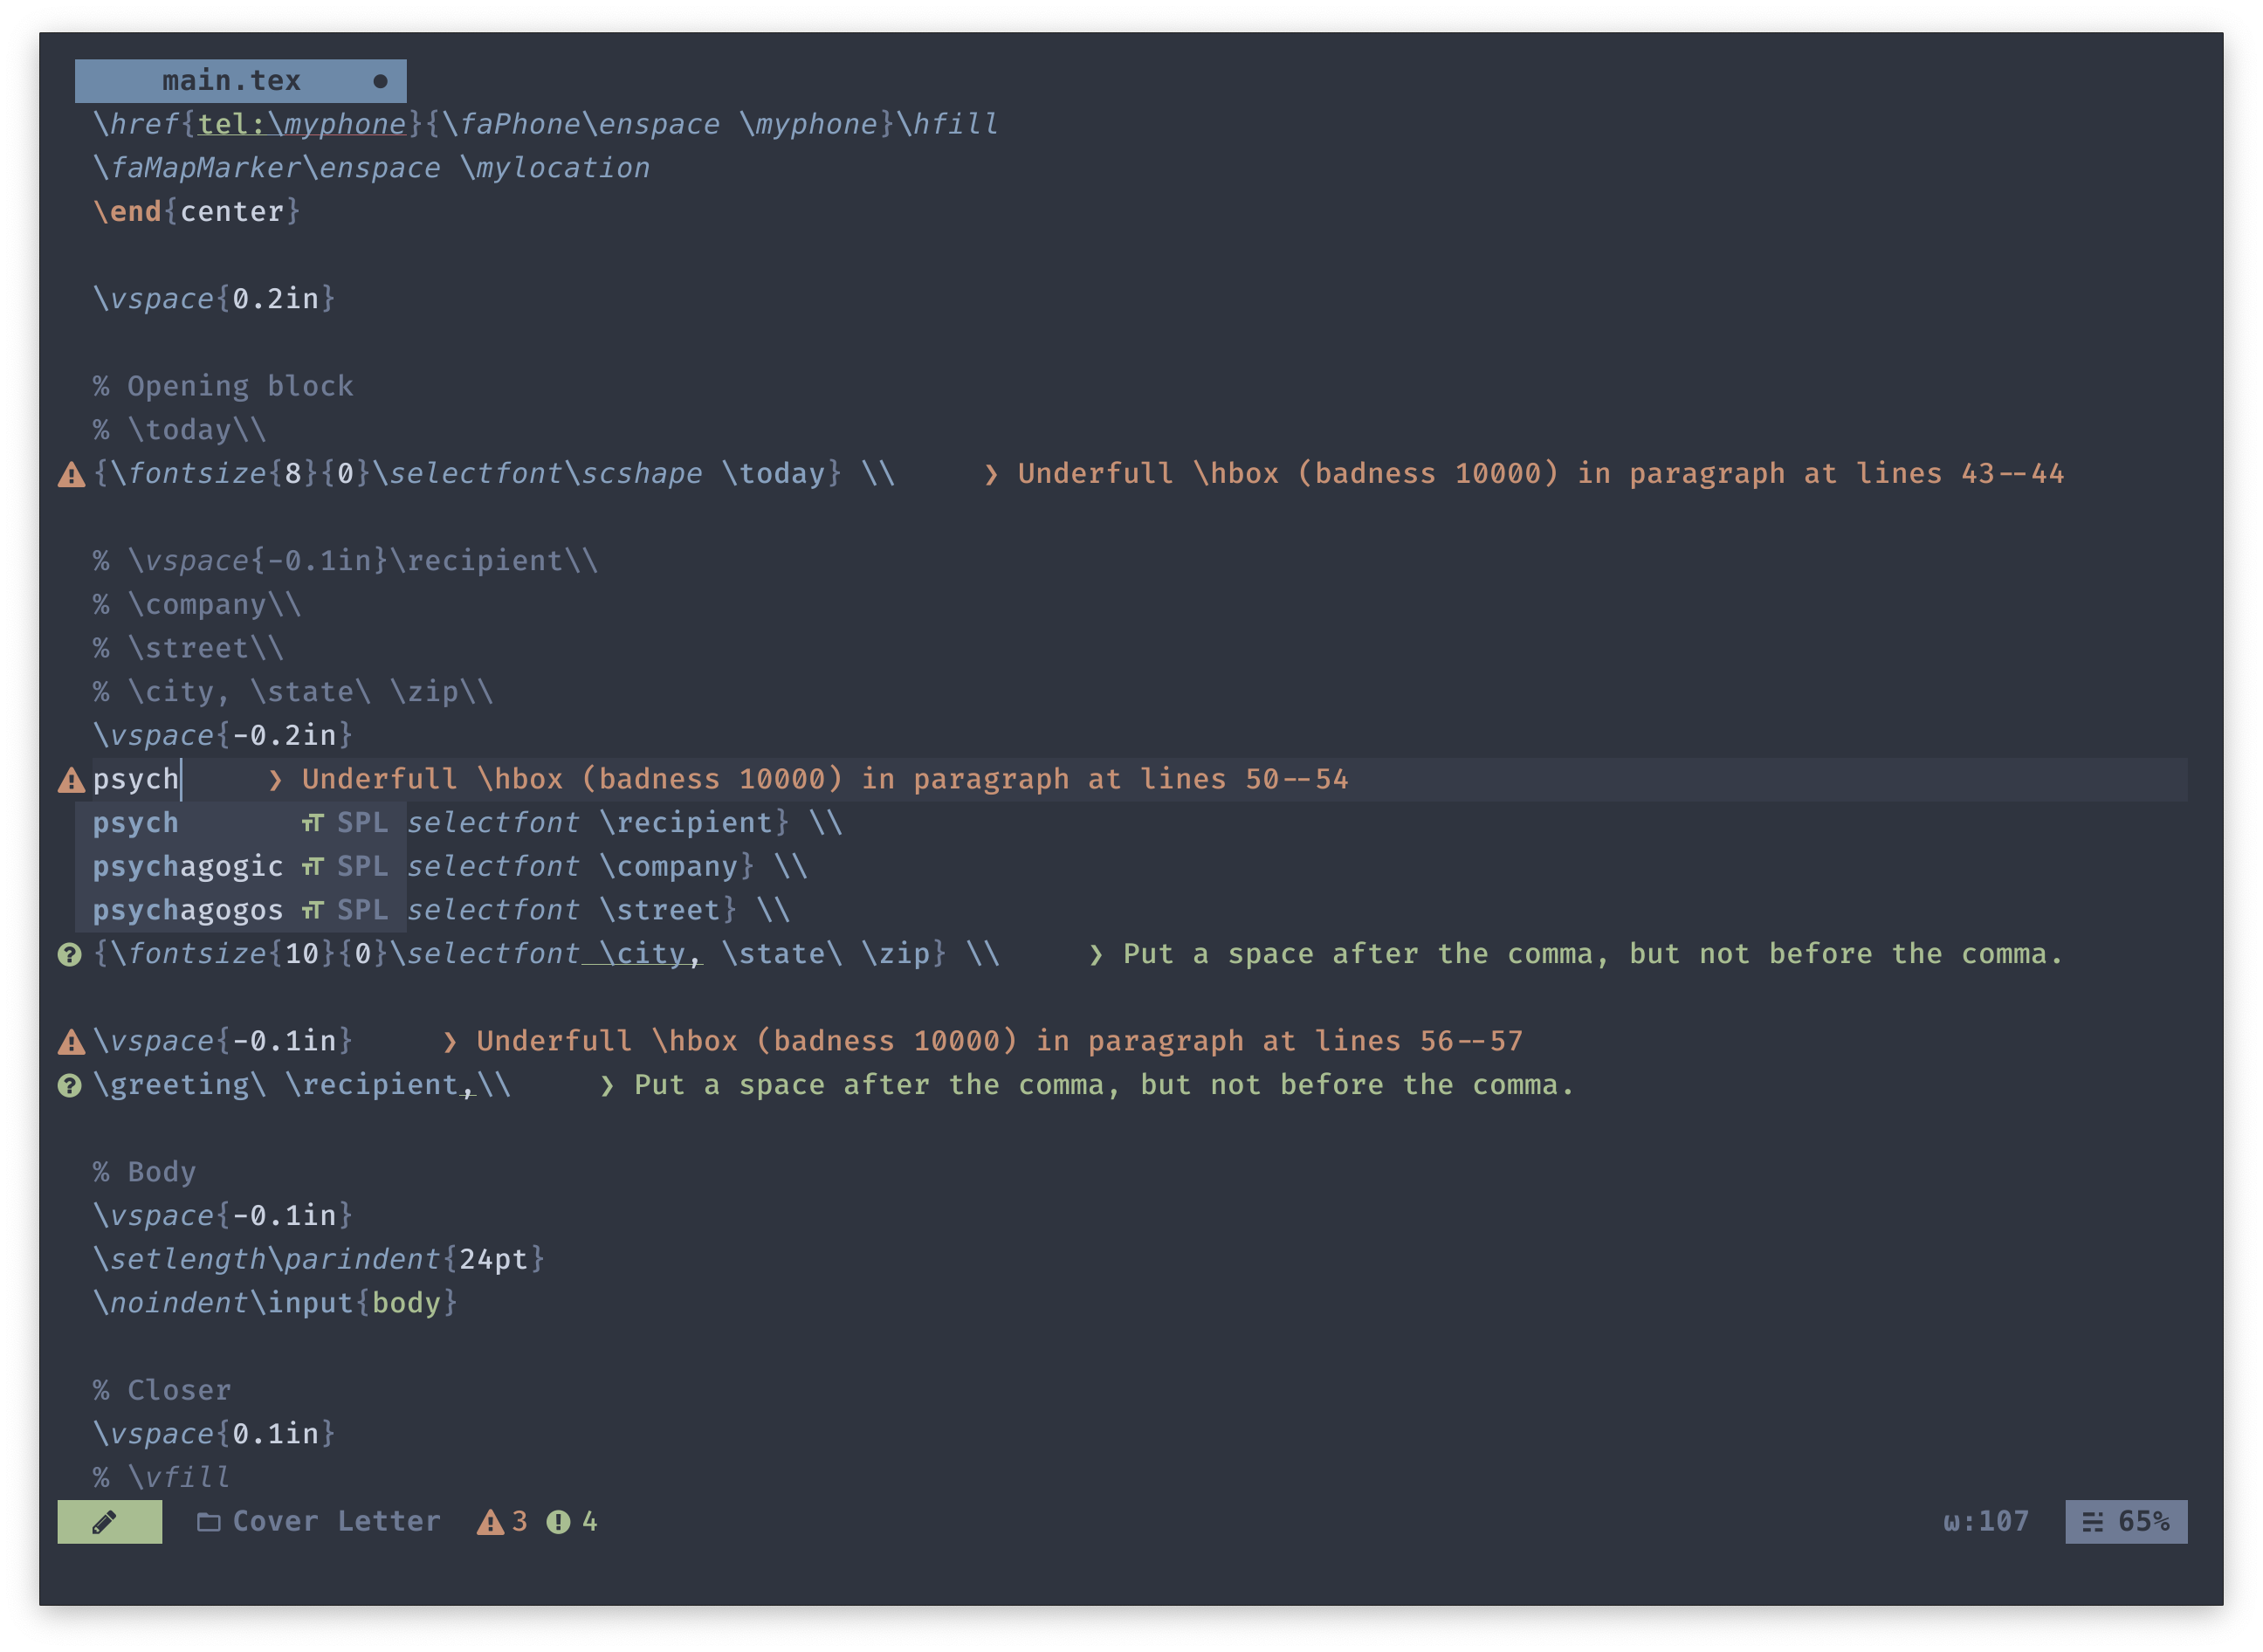 main.tex ●
\href{tel:\myphone}{\faPhone\enspace \myphone}\hfill
\faMapMarker\enspace \mylocation
\end{center}
\vspace{0.2in}
% Opening block
% \today\\
{\fontsize{8}{0}\selectfont\scshape \today} \\ ❯ Underfull \hbox (badness 10000) in paragraph at lines 43--44
% \vspace{-0.1in}\recipient\\
% \company\\
% \street\\
% \city, \state\ \zip\\
\vspace{-0.2in}
psych ❯ Underfull \hbox (badness 10000) in paragraph at lines 50--54
psych SPL selectfont \recipient} \\
psychagogic SPL selectfont \company} \\
psychagogos SPL selectfont \street} \\
{\fontsize{10}{0}\selectfont \city, \state\ \zip} \\ ❯ Put a space after the comma, but not before the comma.
\vspace{-0.1in} ❯ Underfull \hbox (badness 10000) in paragraph at lines 56--57
\greeting\ \recipient,\\ ❯ Put a space after the comma, but not before the comma.
% Body
\vspace{-0.1in}
\setlength\parindent{24pt}
\noindent\input{body}
% Closer
\vspace{0.1in}
% \vfill
Cover Letter 3 4 ω:107 65%